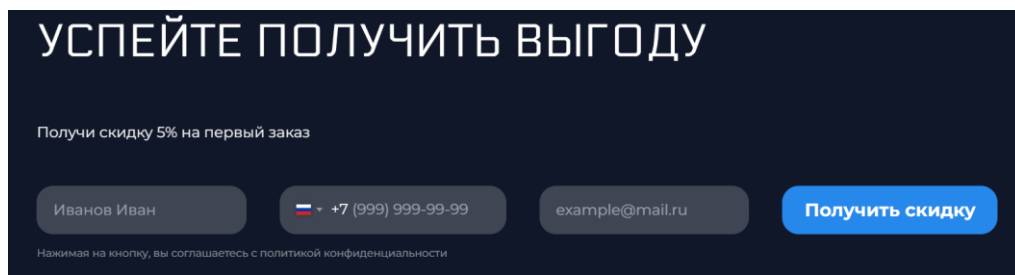 УСПЕЙТЕ ПОЛУЧИТЬ ВЫГОДУ
Получи скидку 5% на первый заказ
Иванов Иван
+7 (999) 999-99-99
example@mail.ru
Получить скидку
Нажимая на кнопку, вы соглашаетесь с политикой конфиденциальности